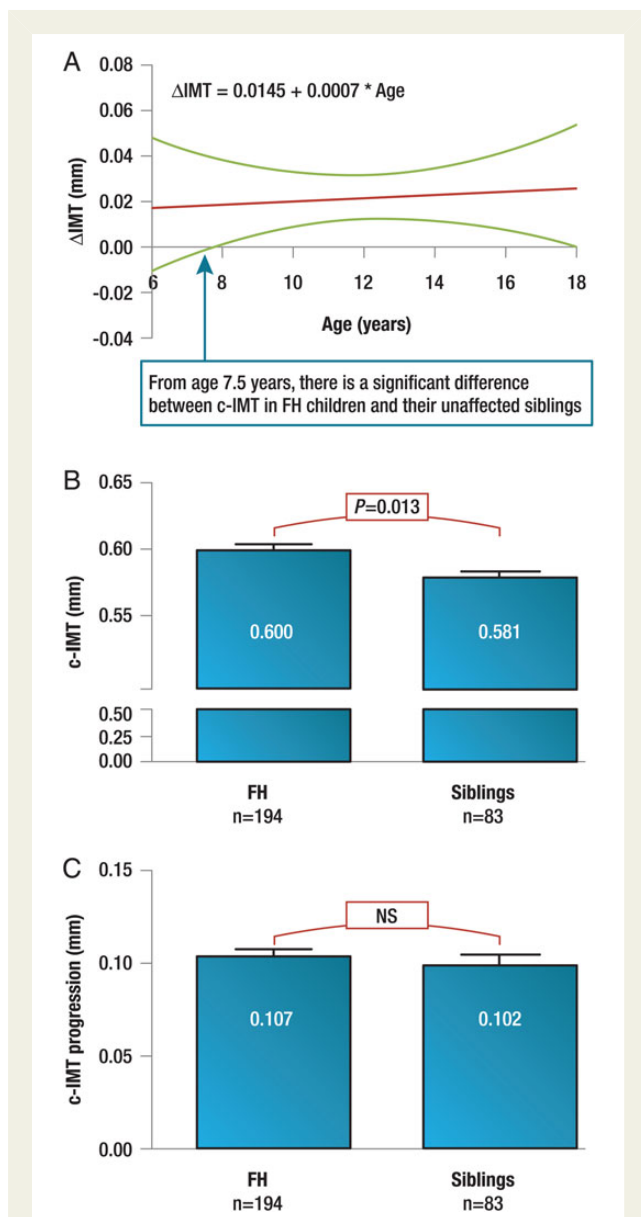 A
0.08
0.06
0.04
0.02
0.00
-0.02
-0.04
ΔIMT (mm)
ΔIMT = 0.0145 + 0.0007 * Age
6 8 10 12 14 16 18
Age (years)
From age 7.5 years, there is a significant difference
between c-IMT in FH children and their unaffected siblings
B
0.65
0.60
0.55
0.50
0.25
0.00
c-IMT (mm)
P=0.013
0.600 0.581
FH Siblings
n=194 n=83
C
0.15
0.10
0.05
0.00
c-IMT progression (mm)
NS
0.107 0.102
FH Siblings
n=194 n=83